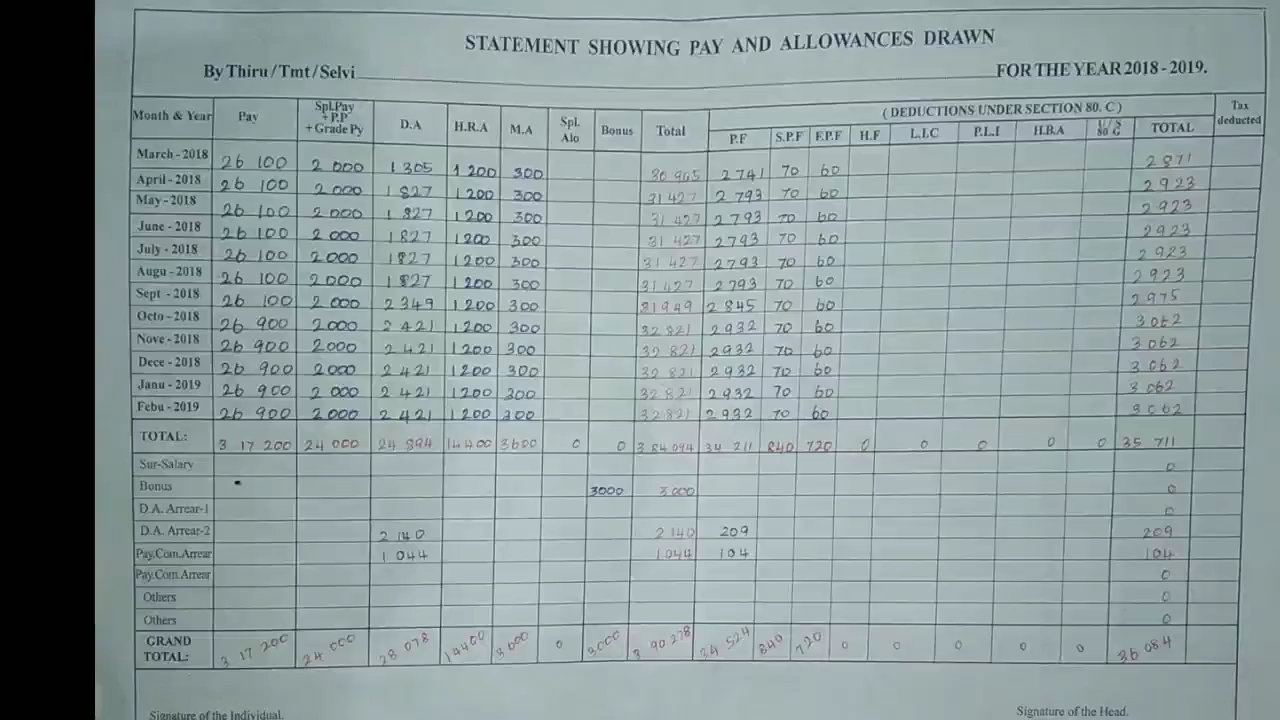 STATEMENT SHOWING PAY AND ALLOWANCES DRAWN
By Thiru/Tmt/Selvi FOR THE YEAR 2018 - 2019.
Month & Year Pay Spl.Pay + P.P + Grade Py D.A H.R.A M.A Spl. Alo Bonus Total ( DEDUCTIONS UNDER SECTION 80. C ) Tax deducted
P.F S.P.F F.P.F H.F L.I.C P.L.I H.B.A U/S 80 G TOTAL
March - 2018 26 100 2 000 1 305 1 200 300 30 905 2 741 70 60 2 871
April - 2018 26 100 2 000 1 827 1200 300 31 427 2 793 70 60 2 923
May - 2018 26 100 2 000 1 827 1200 300 31 427 2 793 70 60 2 923
June - 2018 26 100 2 000 1 827 1200 300 31 427 2793 70 60 2923
July - 2018 26 100 2 000 1827 1200 300 31 427 2793 70 60 2 923
Augu - 2018 26 100 2000 1 827 1 200 300 31 427 2 793 70 60 2 923
Sept - 2018 26 100 2 000 2 349 1 200 300 31949 2 845 70 60 2 975
Octo - 2018 26 900 2 000 2 421 1 200 300 32 821 2 932 70 60 3 062
Nove - 2018 26 900 2000 2 421 1 200 300 32 821 2 932 70 60 3 062
Dece - 2018 26 900 2000 2 421 1200 300 32 821 2 932 70 60 3 062
Janu - 2019 26 900 2 000 2 421 1200 300 32 821 2 932 70 60 3 062
Febu - 2019 26 900 2 000 2 421 1 200 300 32 821 2 932 70 60 3 062
TOTAL: 3 17 200 24 000 24 894 14400 3600 0 0 3 84 094 34 211 840 720 0 0 0 0 0 35 711
Sur-Salary 0
Bonus 3000 3000 0
D.A. Arrear-1 0
D.A. Arrear-2 2 140 2 140 209 209
Pay.Com.Arrear 1 044 1044 104 104
Pay.Com.Arrear 0
Others 0
Others 0
GRAND TOTAL: 3 17 200 24 000 28 078 14400 3600 0 3000 3 90 278 34 524 840 720 0 0 0 0 0 36 084
Signature of the Individual. Signature of the Head.